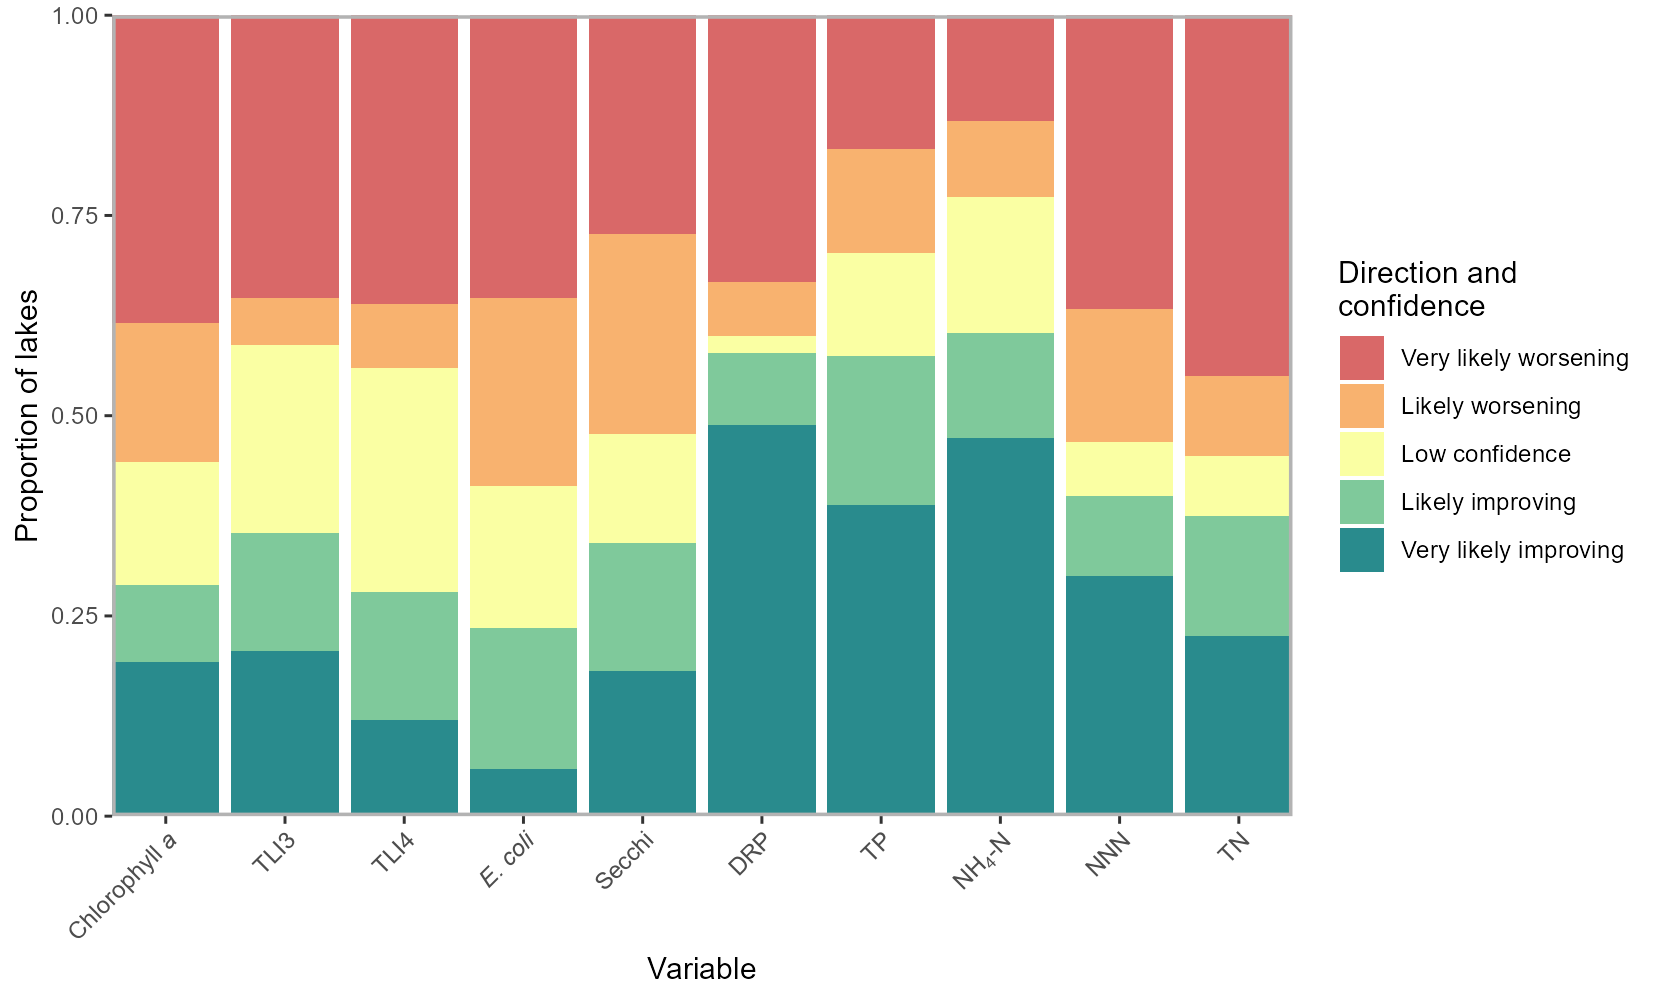 Proportion of lakes
1.00
0.75
0.50
0.25
0.00
Chlorophyll a
TLI3
TLI4
E. coli
Secchi
DRP
TP
NH₄-N
NNN
TN
Variable
Direction and
confidence
Very likely worsening
Likely worsening
Low confidence
Likely improving
Very likely improving